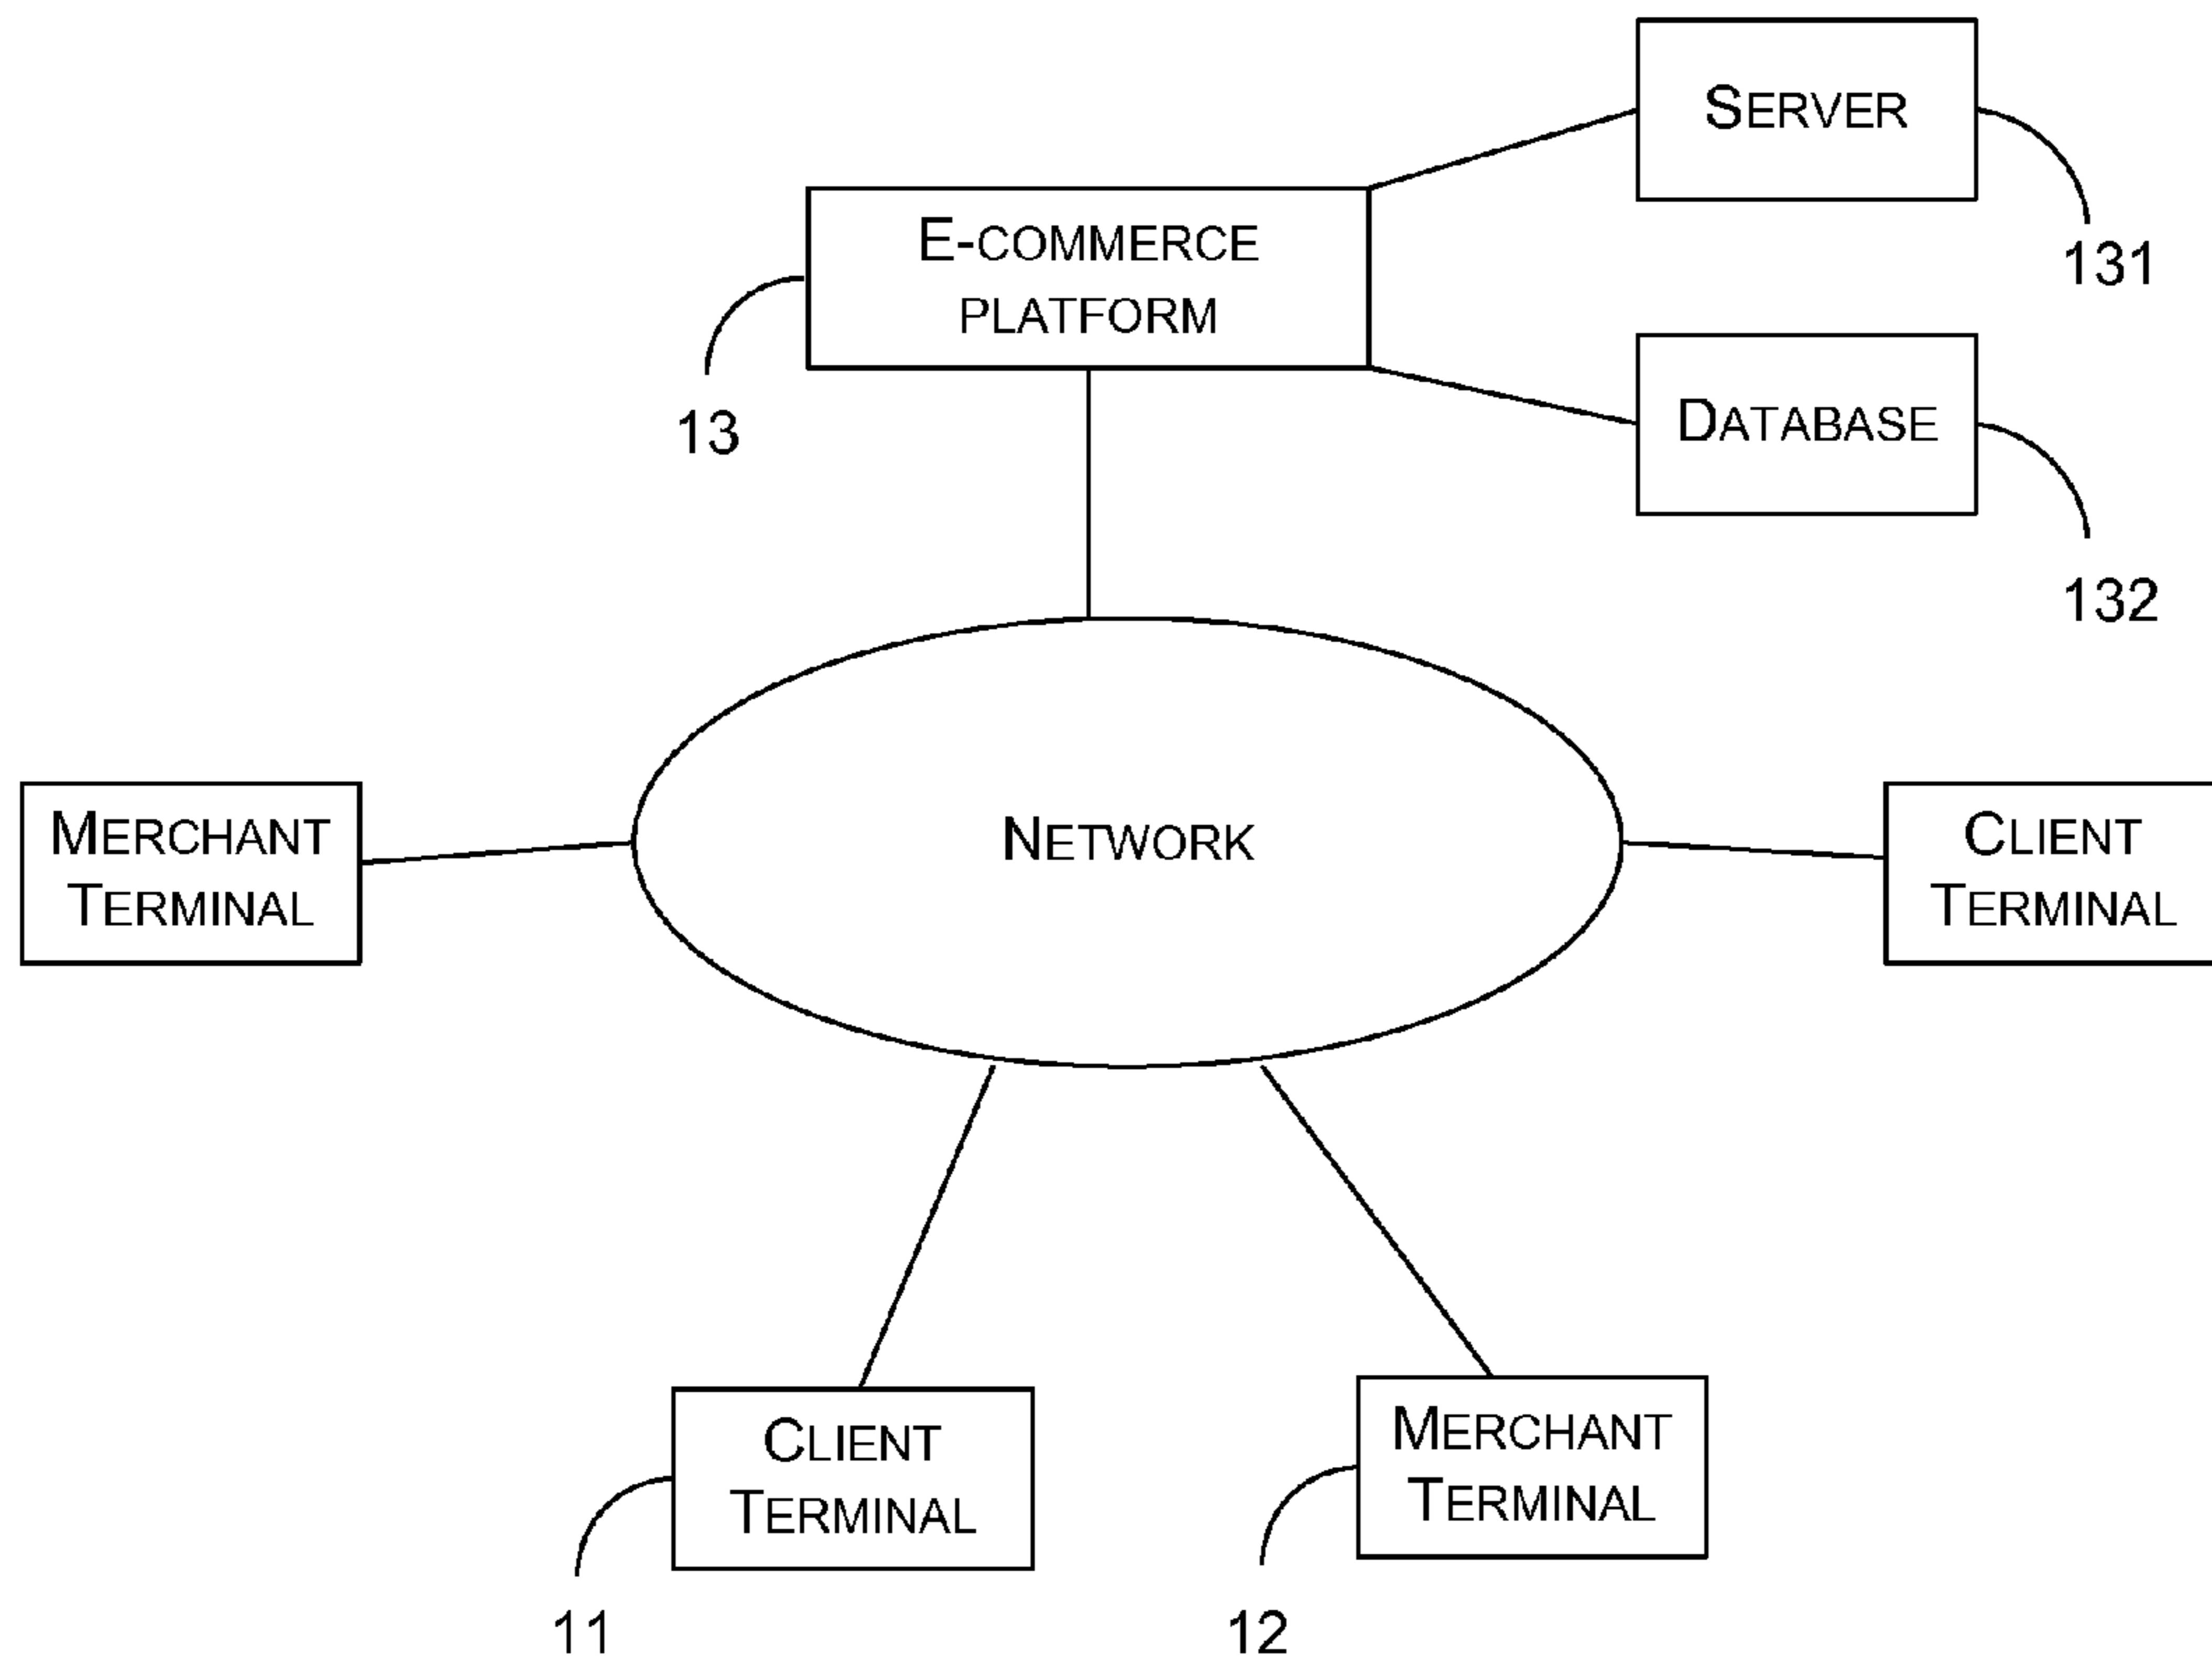 SERVER
131
E-COMMERCE
PLATFORM
13
DATABASE
132
NETWORK
MERCHANT
TERMINAL
CLIENT
TERMINAL
CLIENT
TERMINAL
11
MERCHANT
TERMINAL
12